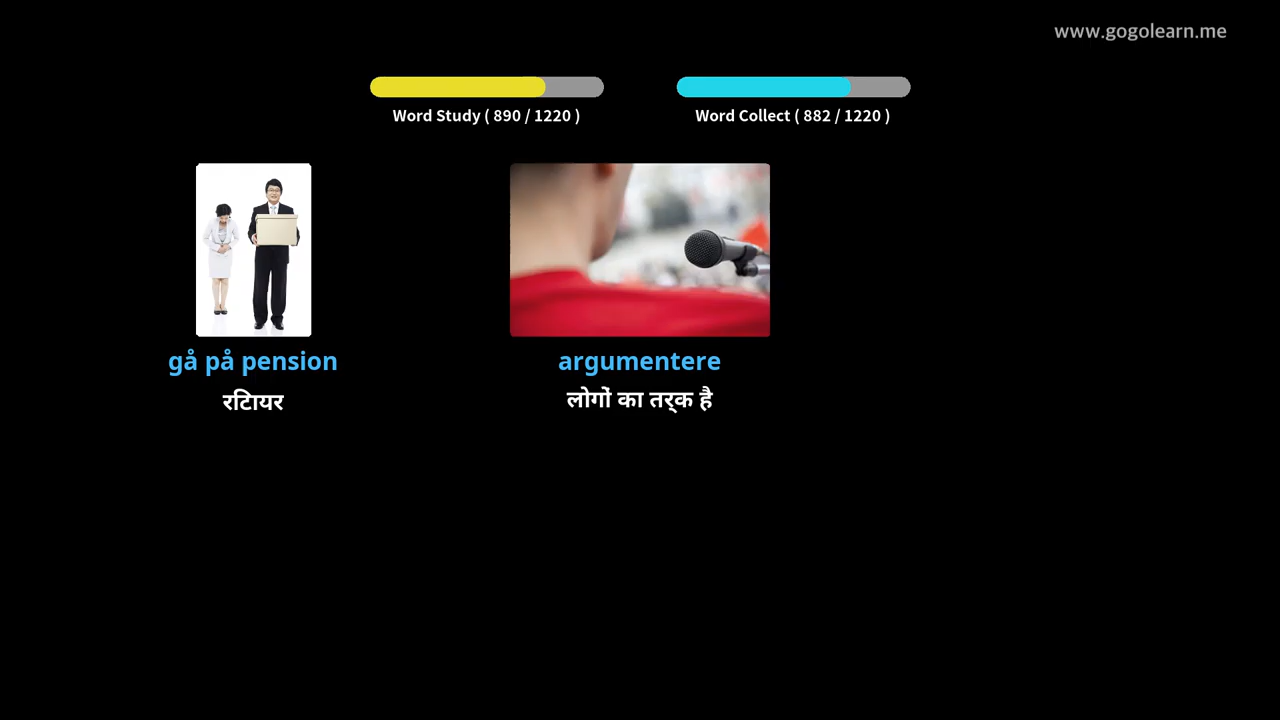 www.gogolearn.me
Word Study ( 890 / 1220 )
Word Collect ( 882 / 1220 )
gå på pension
रिटायर
argumentere
लोगों का तर्क है